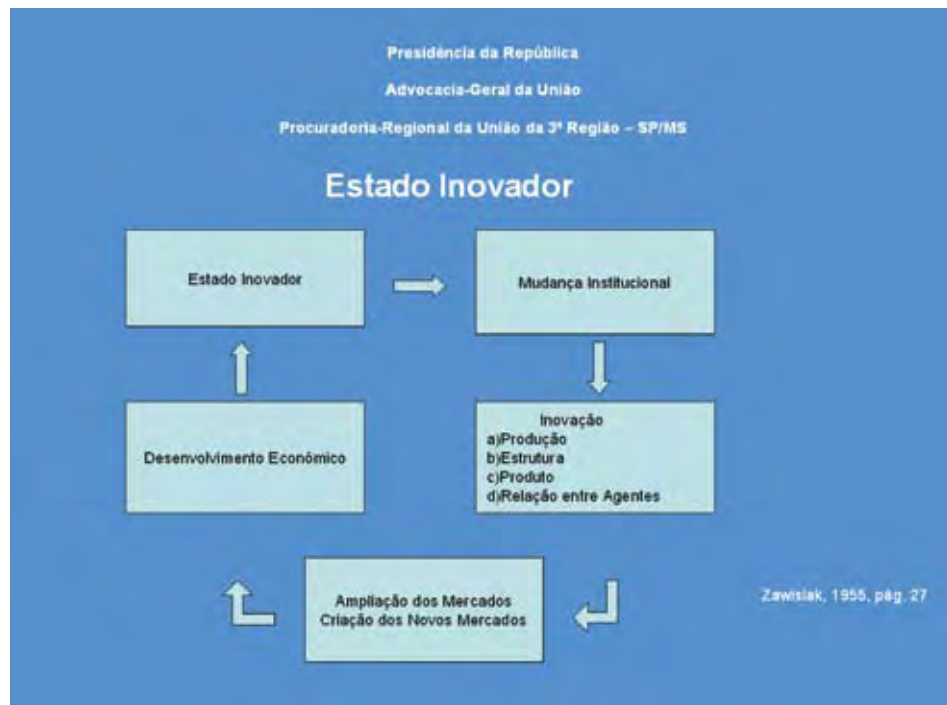 Presidência da República
Advocacia-Geral da União
Procuradoria-Regional da União da 3ª Região – SP/MS
Estado Inovador
Estado Inovador
Mudança Institucional
Desenvolvimento Econômico
Inovação
a)Produção
b)Estrutura
c)Produto
d)Relação entre Agentes
Ampliação dos Mercados
Criação dos Novos Mercados
Zawislak, 1955, pág. 27